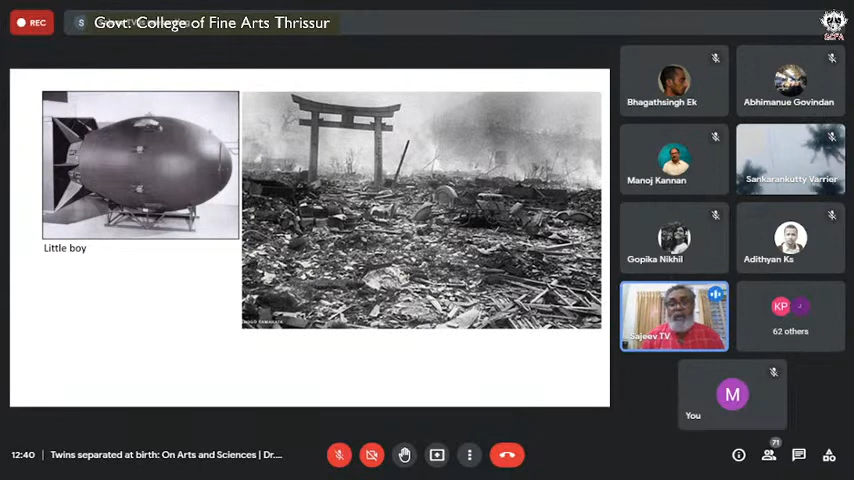 REC
S
Govt. College of Fine Arts Thrissur
SCFA
Little boy
Bhagathsingh Ek
Abhimanue Govindan
Manoj Kannan
Sankarankutty Varrier
Gopika Nikhil
Adithyan Ks
Sajeev TV
KP
J
62 others
M
You
12:40
Twins separated at birth: On Arts and Sciences | Dr....
71